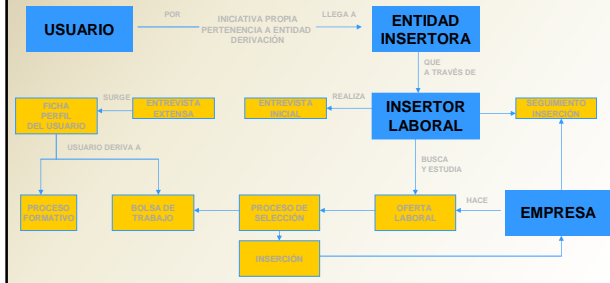 USUARIO
POR
INICIATIVA PROPIA
PERTENENCIA A ENTIDAD
DERIVACIÓN
LLEGA A
ENTIDAD
INSERTORA
QUE
A TRAVÉS DE
FICHA
PERFIL
DEL USUARIO
SURGE
ENTREVISTA
EXTENSA
ENTREVISTA
INICIAL
REALIZA
INSERTOR
LABORAL
SEGUIMIENTO
INSERCIÓN
USUARIO DERIVA A
BUSCA
Y ESTUDIA
PROCESO
FORMATIVO
BOLSA DE
TRABAJO
PROCESO DE
SELECCIÓN
OFERTA
LABORAL
HACE
EMPRESA
INSERCIÓN